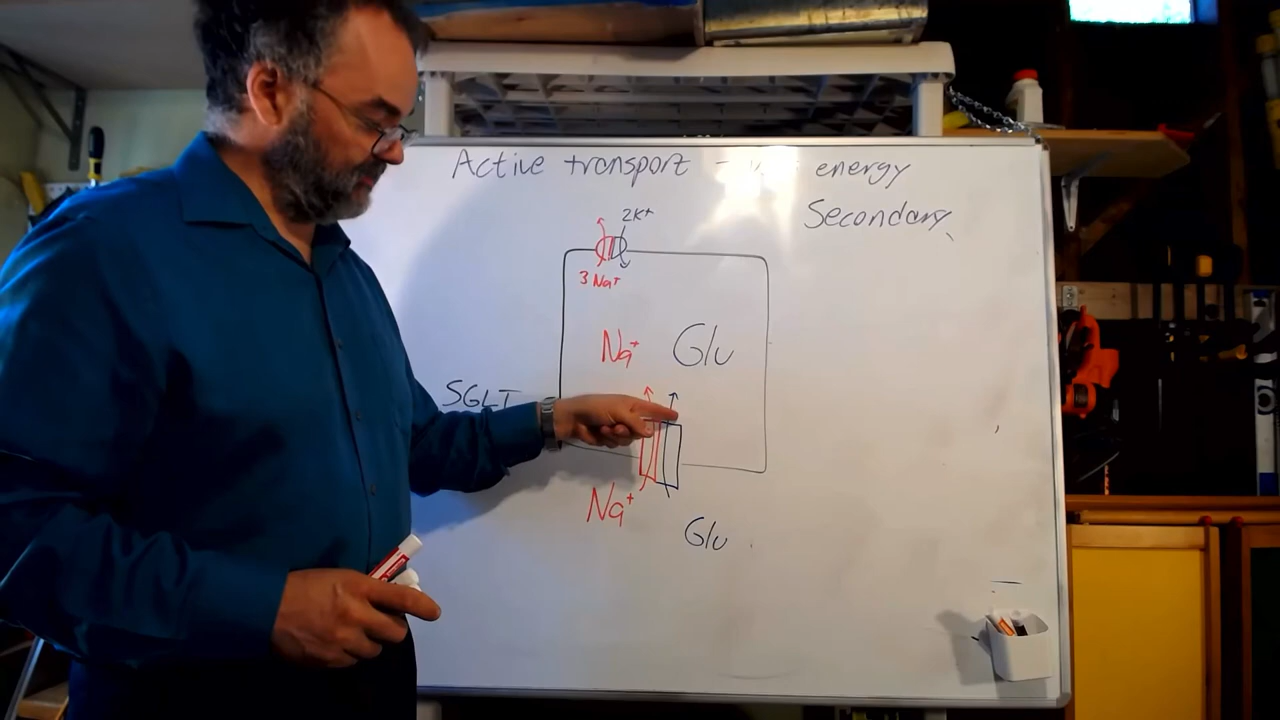 Active transport - energy
Secondary
2K+
3 Na+
Na+ Glu
SGLT
Na+
Glu